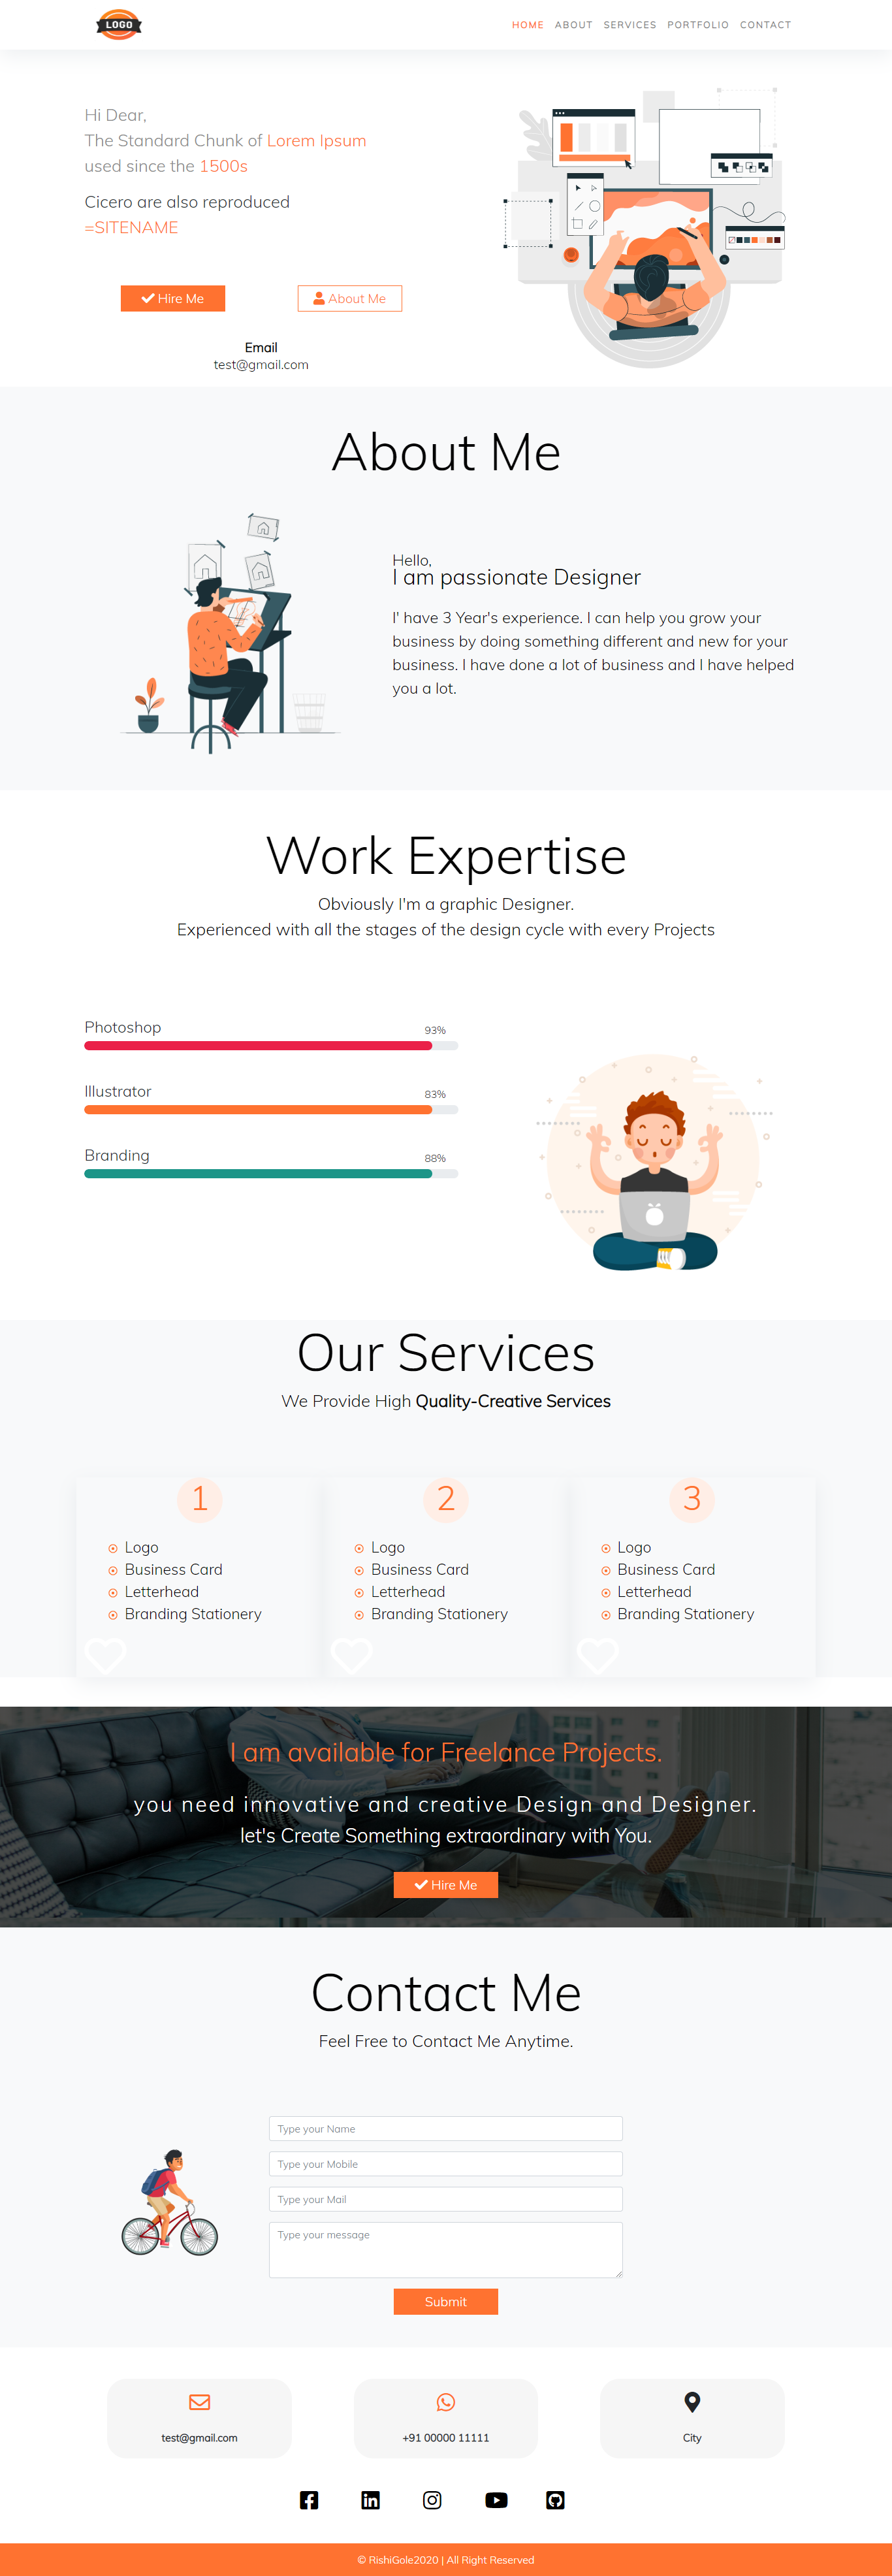 LOGO
HOME ABOUT SERVICES PORTFOLIO CONTACT
Hi Dear,
The Standard Chunk of Lorem Ipsum
used since the 1500s
Cicero are also reproduced
=SITENAME
Hire Me
About Me
Email
test@gmail.com
About Me
Hello,
I am passionate Designer
I' have 3 Year's experience. I can help you grow your
business by doing something different and new for your
business. I have done a lot of business and I have helped
you a lot.
Work Expertise
Obviously I'm a graphic Designer.
Experienced with all the stages of the design cycle with every Projects
Photoshop 93%
Illustrator 83%
Branding 88%
Our Services
We Provide High Quality-Creative Services
1
Logo
Business Card
Letterhead
Branding Stationery
2
Logo
Business Card
Letterhead
Branding Stationery
3
Logo
Business Card
Letterhead
Branding Stationery
I am available for Freelance Projects.
you need innovative and creative Design and Designer.
let's Create Something extraordinary with You.
Hire Me
Contact Me
Feel Free to Contact Me Anytime.
Type your Name
Type your Mobile
Type your Mail
Type your message
Submit
test@gmail.com
+91 00000 11111
City
© RishiGole2020 | All Right Reserved